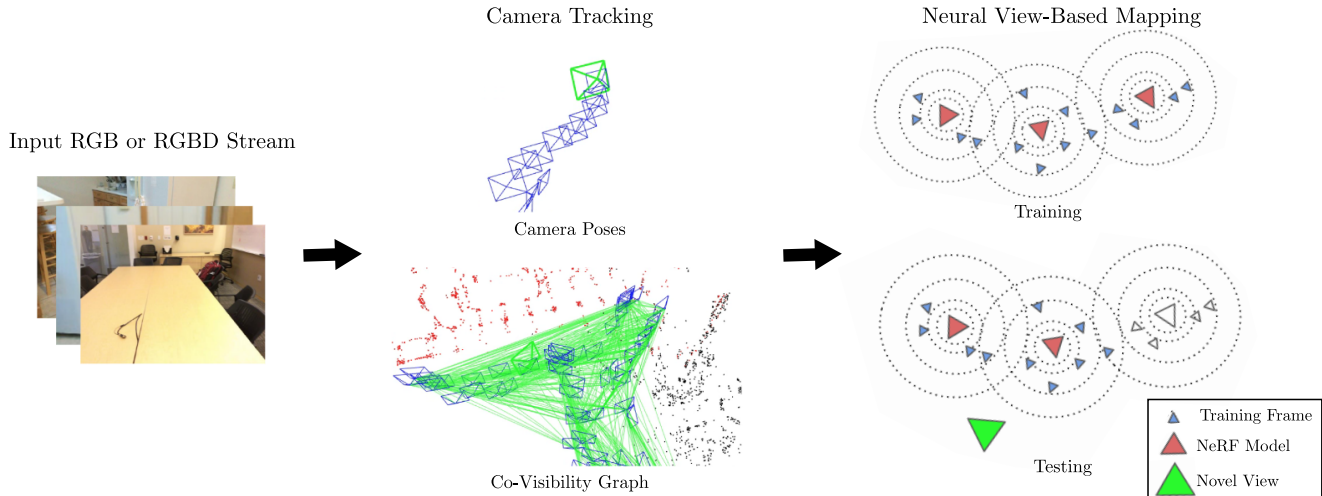 Input RGB or RGBD Stream
Camera Tracking
Camera Poses
Co-Visibility Graph
Neural View-Based Mapping
Training
Testing
Training Frame
NeRF Model
Novel View